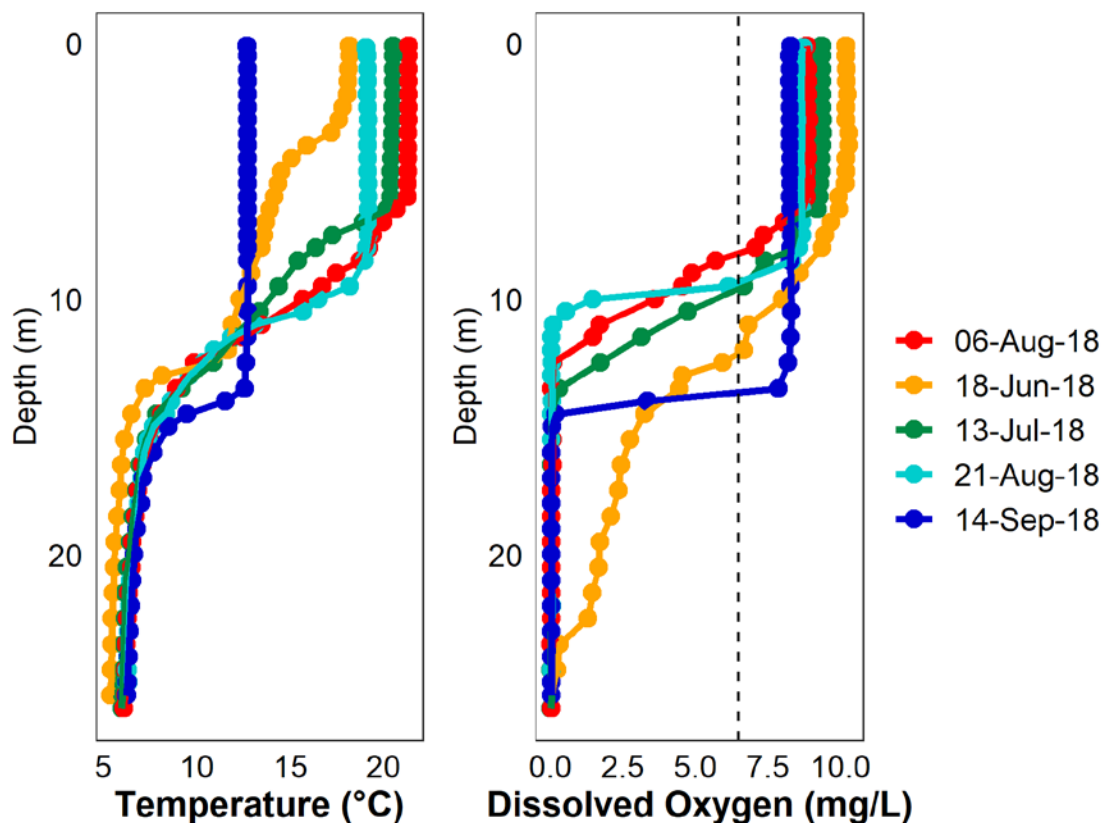 0
10
20
Depth (m)
5 10 15 20
Temperature (°C)
0
10
20
Depth (m)
0.0 2.5 5.0 7.5 10.0
Dissolved Oxygen (mg/L)
06-Aug-18
18-Jun-18
13-Jul-18
21-Aug-18
14-Sep-18